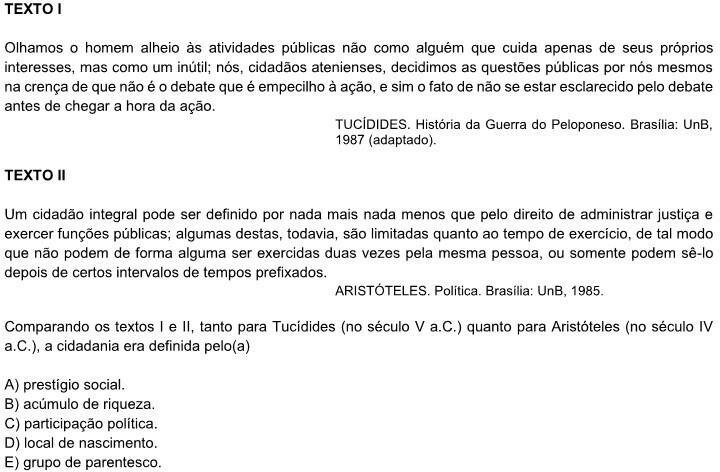 TEXTO I
Olhamos o homem alheio às atividades públicas não como alguém que cuida apenas de seus próprios
interesses, mas como um inútil; nós, cidadãos atenienses, decidimos as questões públicas por nós mesmos
na crença de que não é o debate que é empecilho à ação, e sim o fato de não se estar esclarecido pelo debate
antes de chegar a hora da ação.
TUCÍDIDES. História da Guerra do Peloponeso. Brasília: UnB,
1987 (adaptado).
TEXTO II
Um cidadão integral pode ser definido por nada mais nada menos que pelo direito de administrar justiça e
exercer funções públicas; algumas destas, todavia, são limitadas quanto ao tempo de exercício, de tal modo
que não podem de forma alguma ser exercidas duas vezes pela mesma pessoa, ou somente podem sê-lo
depois de certos intervalos de tempos prefixados.
ARISTÓTELES. Política. Brasília: UnB, 1985.
Comparando os textos I e II, tanto para Tucídides (no século V a.C.) quanto para Aristóteles (no século IV
a.C.), a cidadania era definida pelo(a)
A) prestígio social.
B) acúmulo de riqueza.
C) participação política.
D) local de nascimento.
E) grupo de parentesco.